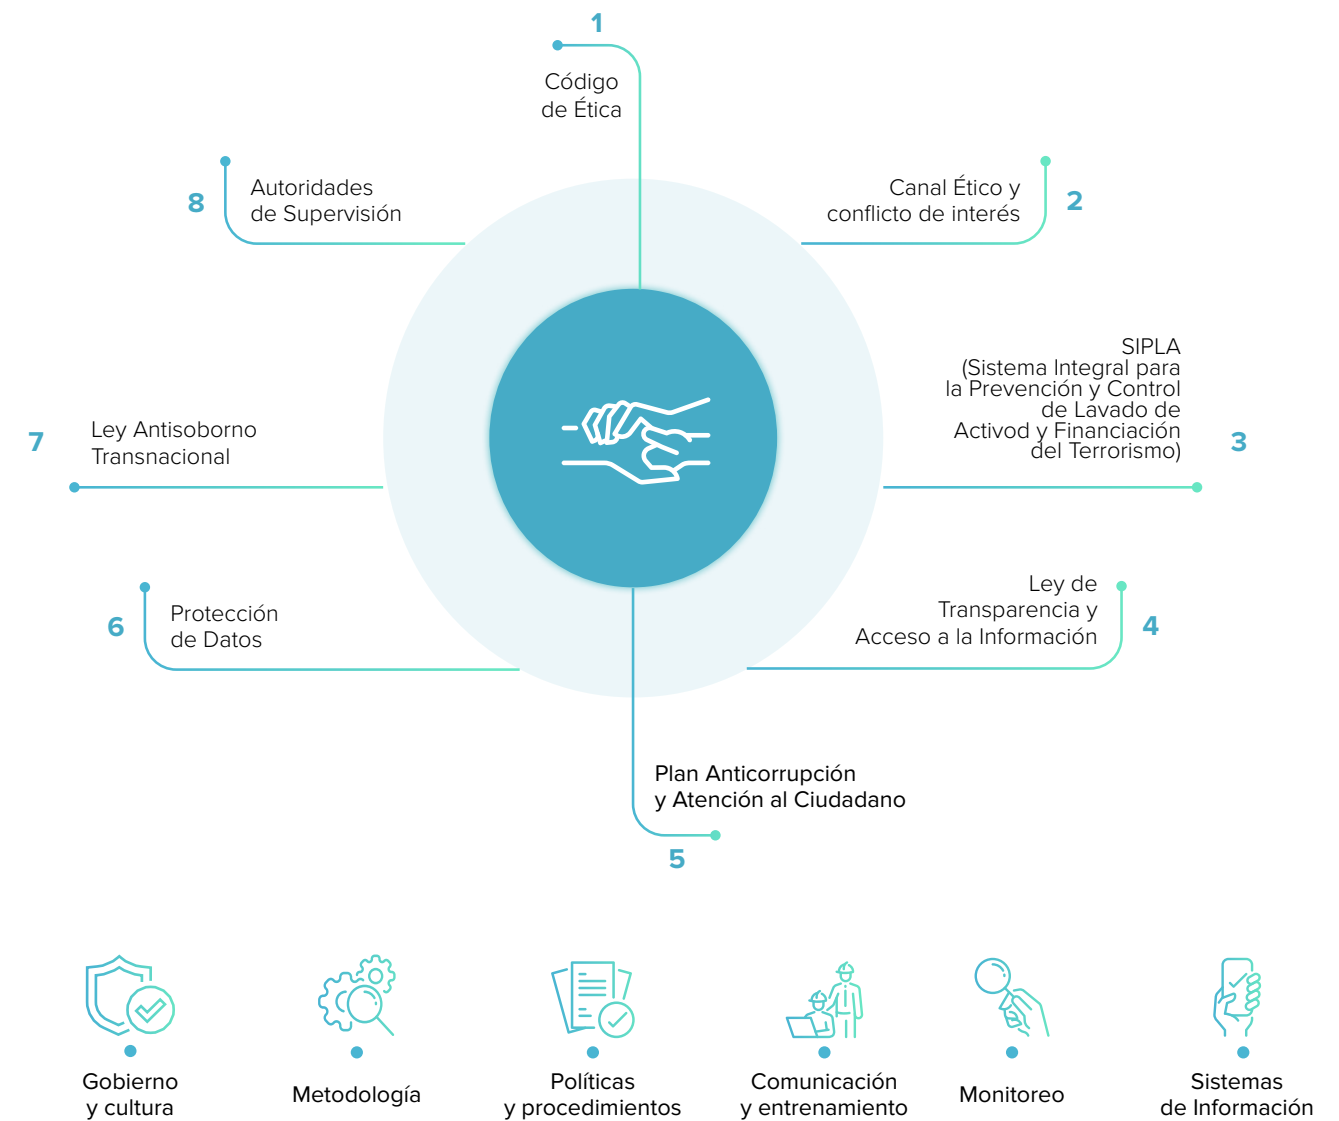 1
Código
de Ética
Canal Ético y
conflicto de interés
2
SIPLA
(Sistema Integral para
la Prevención y Control
de Lavado de
Activod y Financiación
del Terrorismo)
3
Ley de
Transparencia y
Acceso a la Información
4
Plan Anticorrupción
y Atención al Ciudadano
5
6
Protección
de Datos
7
Ley Antisoborno
Transnacional
8
Autoridades
de Supervisión
Gobierno
y cultura
Metodología
Políticas
y procedimientos
Comunicación
y entrenamiento
Monitoreo
Sistemas
de Información